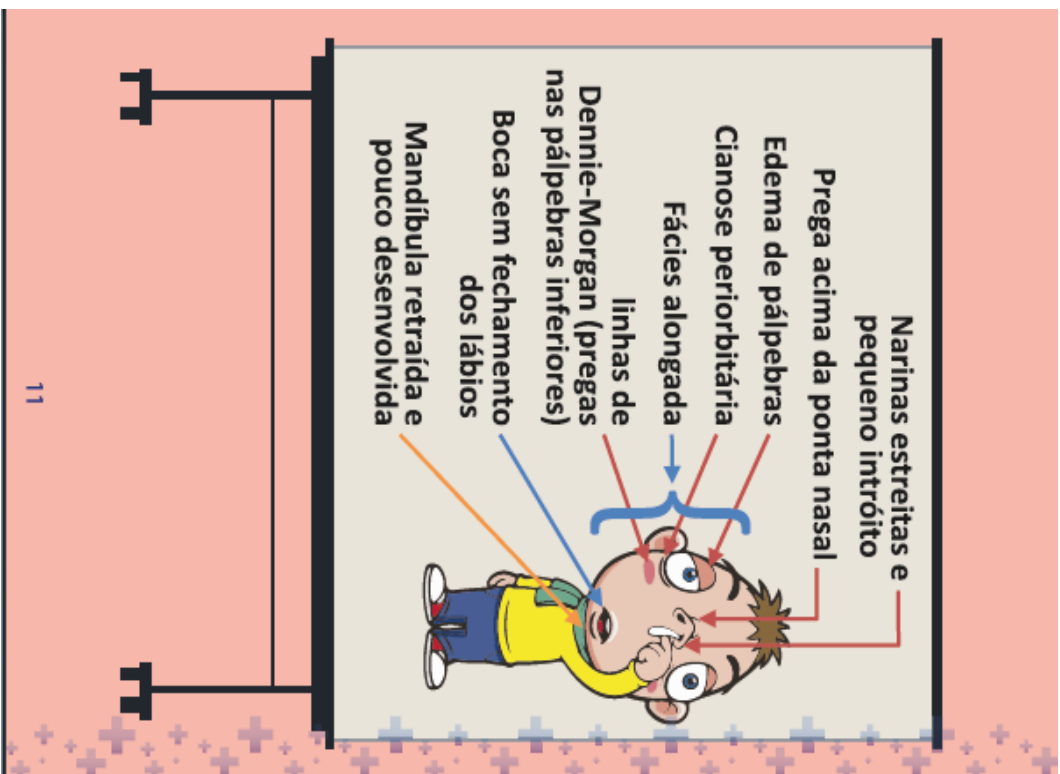 Narinas estreitas e
pequeno intróito
Prega acima da ponta nasal
Edema de pálpebras
Cianose periorbitária
Fácies alongada
linhas de
Dennie-Morgan (pregas
nas pálpebras inferiores)
Boca sem fechamento
dos lábios
Mandíbula retraída e
pouco desenvolvida
11